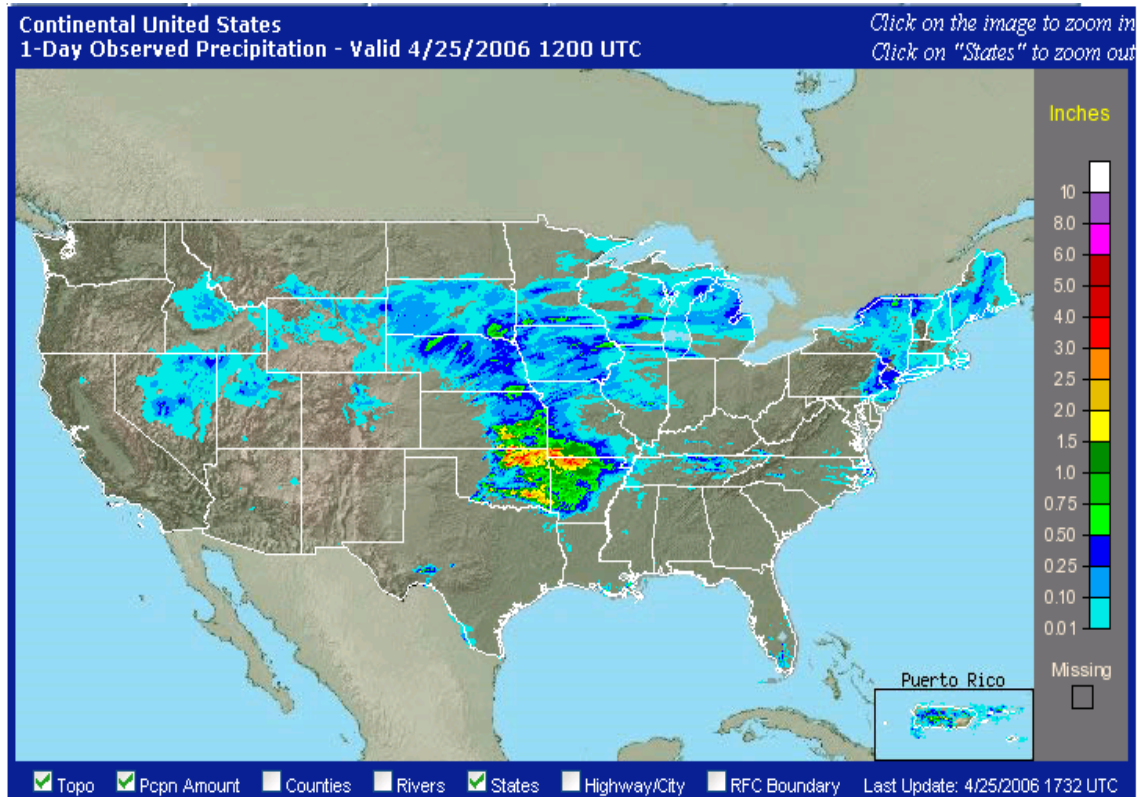 Continental United States
1-Day Observed Precipitation - Valid 4/25/2006 1200 UTC
Click on the image to zoom in
Click on "States" to zoom out
Inches
10
8.0
6.0
5.0
4.0
3.0
2.5
2.0
1.5
1.0
0.75
0.50
0.25
0.10
0.01
Missing
Puerto Rico
Topo Pcpn Amount Counties Rivers States Highway/City RFC Boundary Last Update: 4/25/2006 1732 UTC